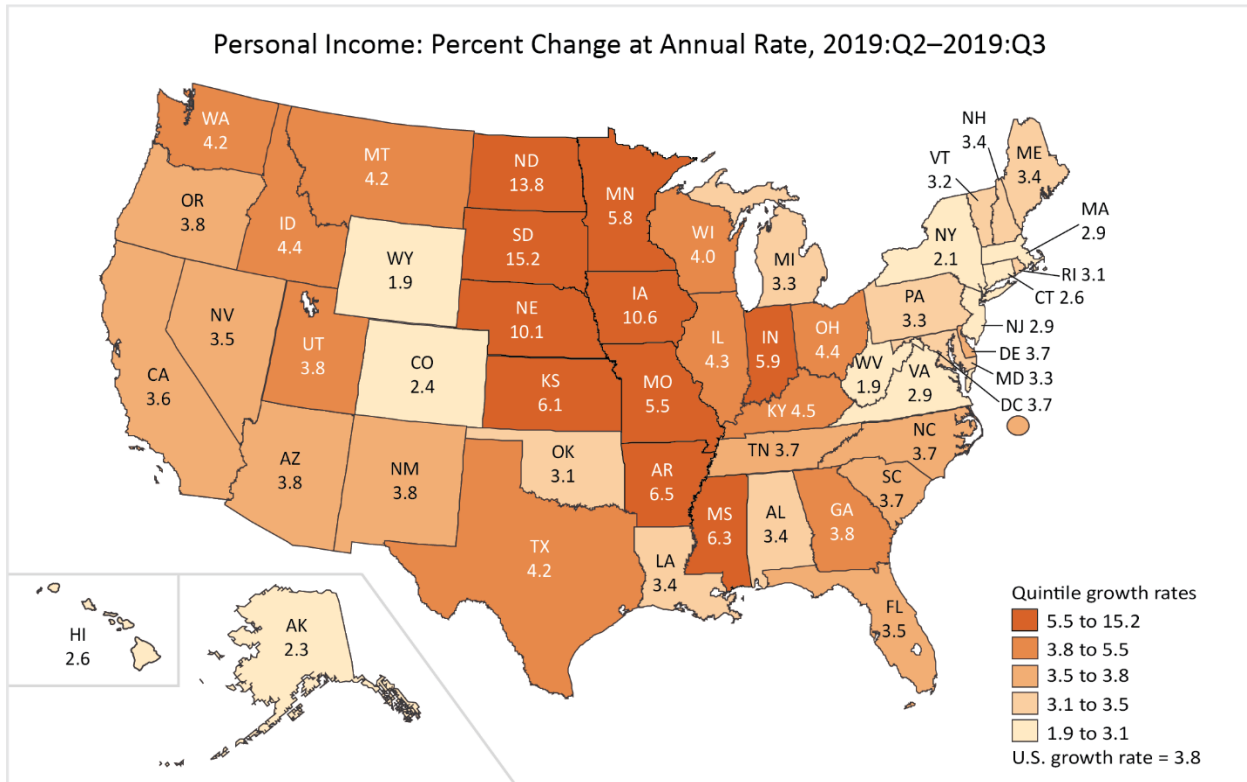 Personal Income: Percent Change at Annual Rate, 2019:Q2–2019:Q3
WA
4.2
MT
4.2
ND
13.8
MN
5.8
NH
3.4
VT
3.2
ME
3.4
OR
3.8
ID
4.4
SD
15.2
WI
4.0
MI
3.3
NY
2.1
MA
2.9
RI 3.1
CT 2.6
WY
1.9
NE
10.1
IA
10.6
PA
3.3
NJ 2.9
NV
3.5
UT
3.8
CO
2.4
IL
4.3
IN
5.9
OH
4.4
WV
1.9
VA
2.9
DE 3.7
MD 3.3
DC 3.7
CA
3.6
KS
6.1
MO
5.5
KY 4.5
AZ
3.8
NM
3.8
OK
3.1
AR
6.5
TN 3.7
NC
3.7
SC
3.7
TX
4.2
LA
3.4
MS
6.3
AL
3.4
GA
3.8
FL
3.5
HI
2.6
AK
2.3
Quintile growth rates
5.5 to 15.2
3.8 to 5.5
3.5 to 3.8
3.1 to 3.5
1.9 to 3.1
U.S. growth rate = 3.8